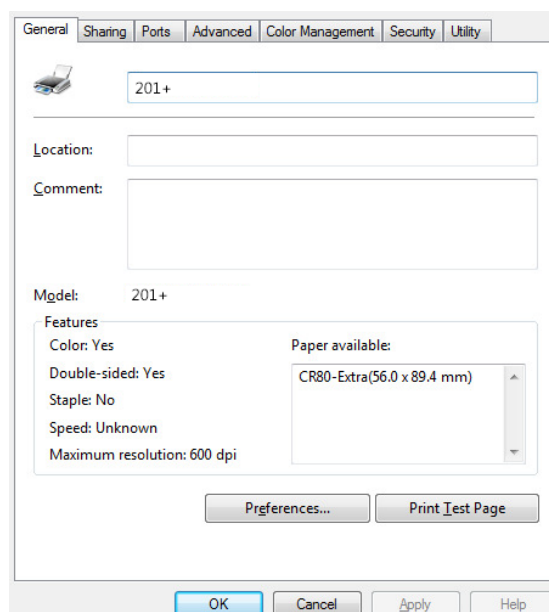 General Sharing Ports Advanced Color Management Security Utility
201+
Location:
Comment:
Model: 201+
Features
Color: Yes Paper available:
Double-sided: Yes CR80-Extra(56.0 x 89.4 mm)
Staple: No
Speed: Unknown
Maximum resolution: 600 dpi
Preferences... Print Test Page
OK Cancel Apply Help